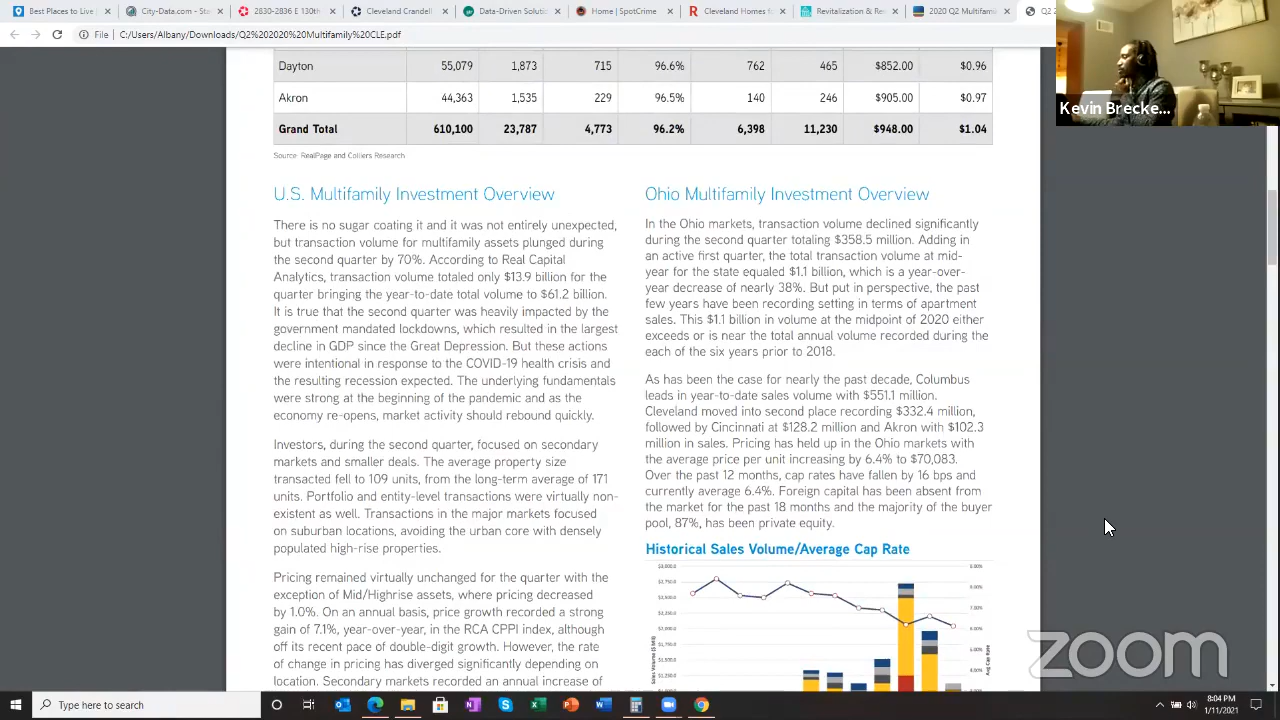 Best Places to Live |
City-Data.com - Stat
2830-2836 E 130th S
Cleveland Crandell
Data-Driven Solution
Home | SpotCrime
Cleveland Homes f
Revitalization & Re
2020 Q2 Multifamil
Q2 2
File | C:/Users/Albany/Downloads/Q2%202020%20Multifamily%20CLE.pdf
Kevin Brecke...
Dayton 55,079 1,873 715 96.6% 762 465 $852.00 $0.96
Akron 44,363 1,535 229 96.5% 140 246 $905.00 $0.97
Grand Total 610,100 23,787 4,773 96.2% 6,398 11,230 $948.00 $1.04
Source: RealPage and Colliers Research
U.S. Multifamily Investment Overview
There is no sugar coating it and it was not entirely unexpected,
but transaction volume for multifamily assets plunged during
the second quarter by 70%. According to Real Capital
Analytics, transaction volume totaled only $13.9 billion for the
quarter bringing the year-to-date total volume to $61.2 billion.
It is true that the second quarter was heavily impacted by the
government mandated lockdowns, which resulted in the largest
decline in GDP since the Great Depression. But these actions
were intentional in response to the COVID-19 health crisis and
the resulting recession expected. The underlying fundamentals
were strong at the beginning of the pandemic and as the
economy re-opens, market activity should rebound quickly.
Investors, during the second quarter, focused on secondary
markets and smaller deals. The average property size
transacted fell to 109 units, from the long-term average of 171
units. Portfolio and entity-level transactions were virtually non-
existent as well. Transactions in the major markets focused
on suburban locations, avoiding the urban core with densely
populated high-rise properties.
Pricing remained virtually unchanged for the quarter with the
ception of Mid/Highrise assets, where pricing decreased
by 1.0%. On an annual basis, price growth recorded a strong
gain of 7.1%, year-over-year, in the RCA CPPI index, although
off its rec ce of double-digit growth. However, the rate
change in pricing has diverged significantly depending on
cation. Secondary markets recorded an annual increase of
Ohio Multifamily Investment Overview
In the Ohio markets, transaction volume declined significantly
during the second quarter totaling $358.5 million. Adding in
an active first quarter, the total transaction volume at mid-
year for the state equaled $1.1 billion, which is a year-over-
year decrease of nearly 38%. But put in perspective, the past
few years have been recording setting in terms of apartment
sales. This $1.1 billion in volume at the midpoint of 2020 either
exceeds or is near the total annual volume recorded during the
each of the six years prior to 2018.
As has been the case for nearly the past decade, Columbus
leads in year-to-date sales volume with $551.1 million.
Cleveland moved into second place recording $332.4 million,
followed by Cincinnati at $128.2 million and Akron with $102.3
million in sales. Pricing has held up in the Ohio markets with
the average price per unit increasing by 6.4% to $70,083.
Over the past 12 months, cap rates have fallen by 16 bps and
currently average 6.4%. Foreign capital has been absent from
the market for the past 18 months and the majority of the buyer
pool, 87%, has been private equity.
Historical Sales Volume/Average Cap Rate
Avg Cap Rate
zoom
Type here to search
8:04 PM
1/11/2021